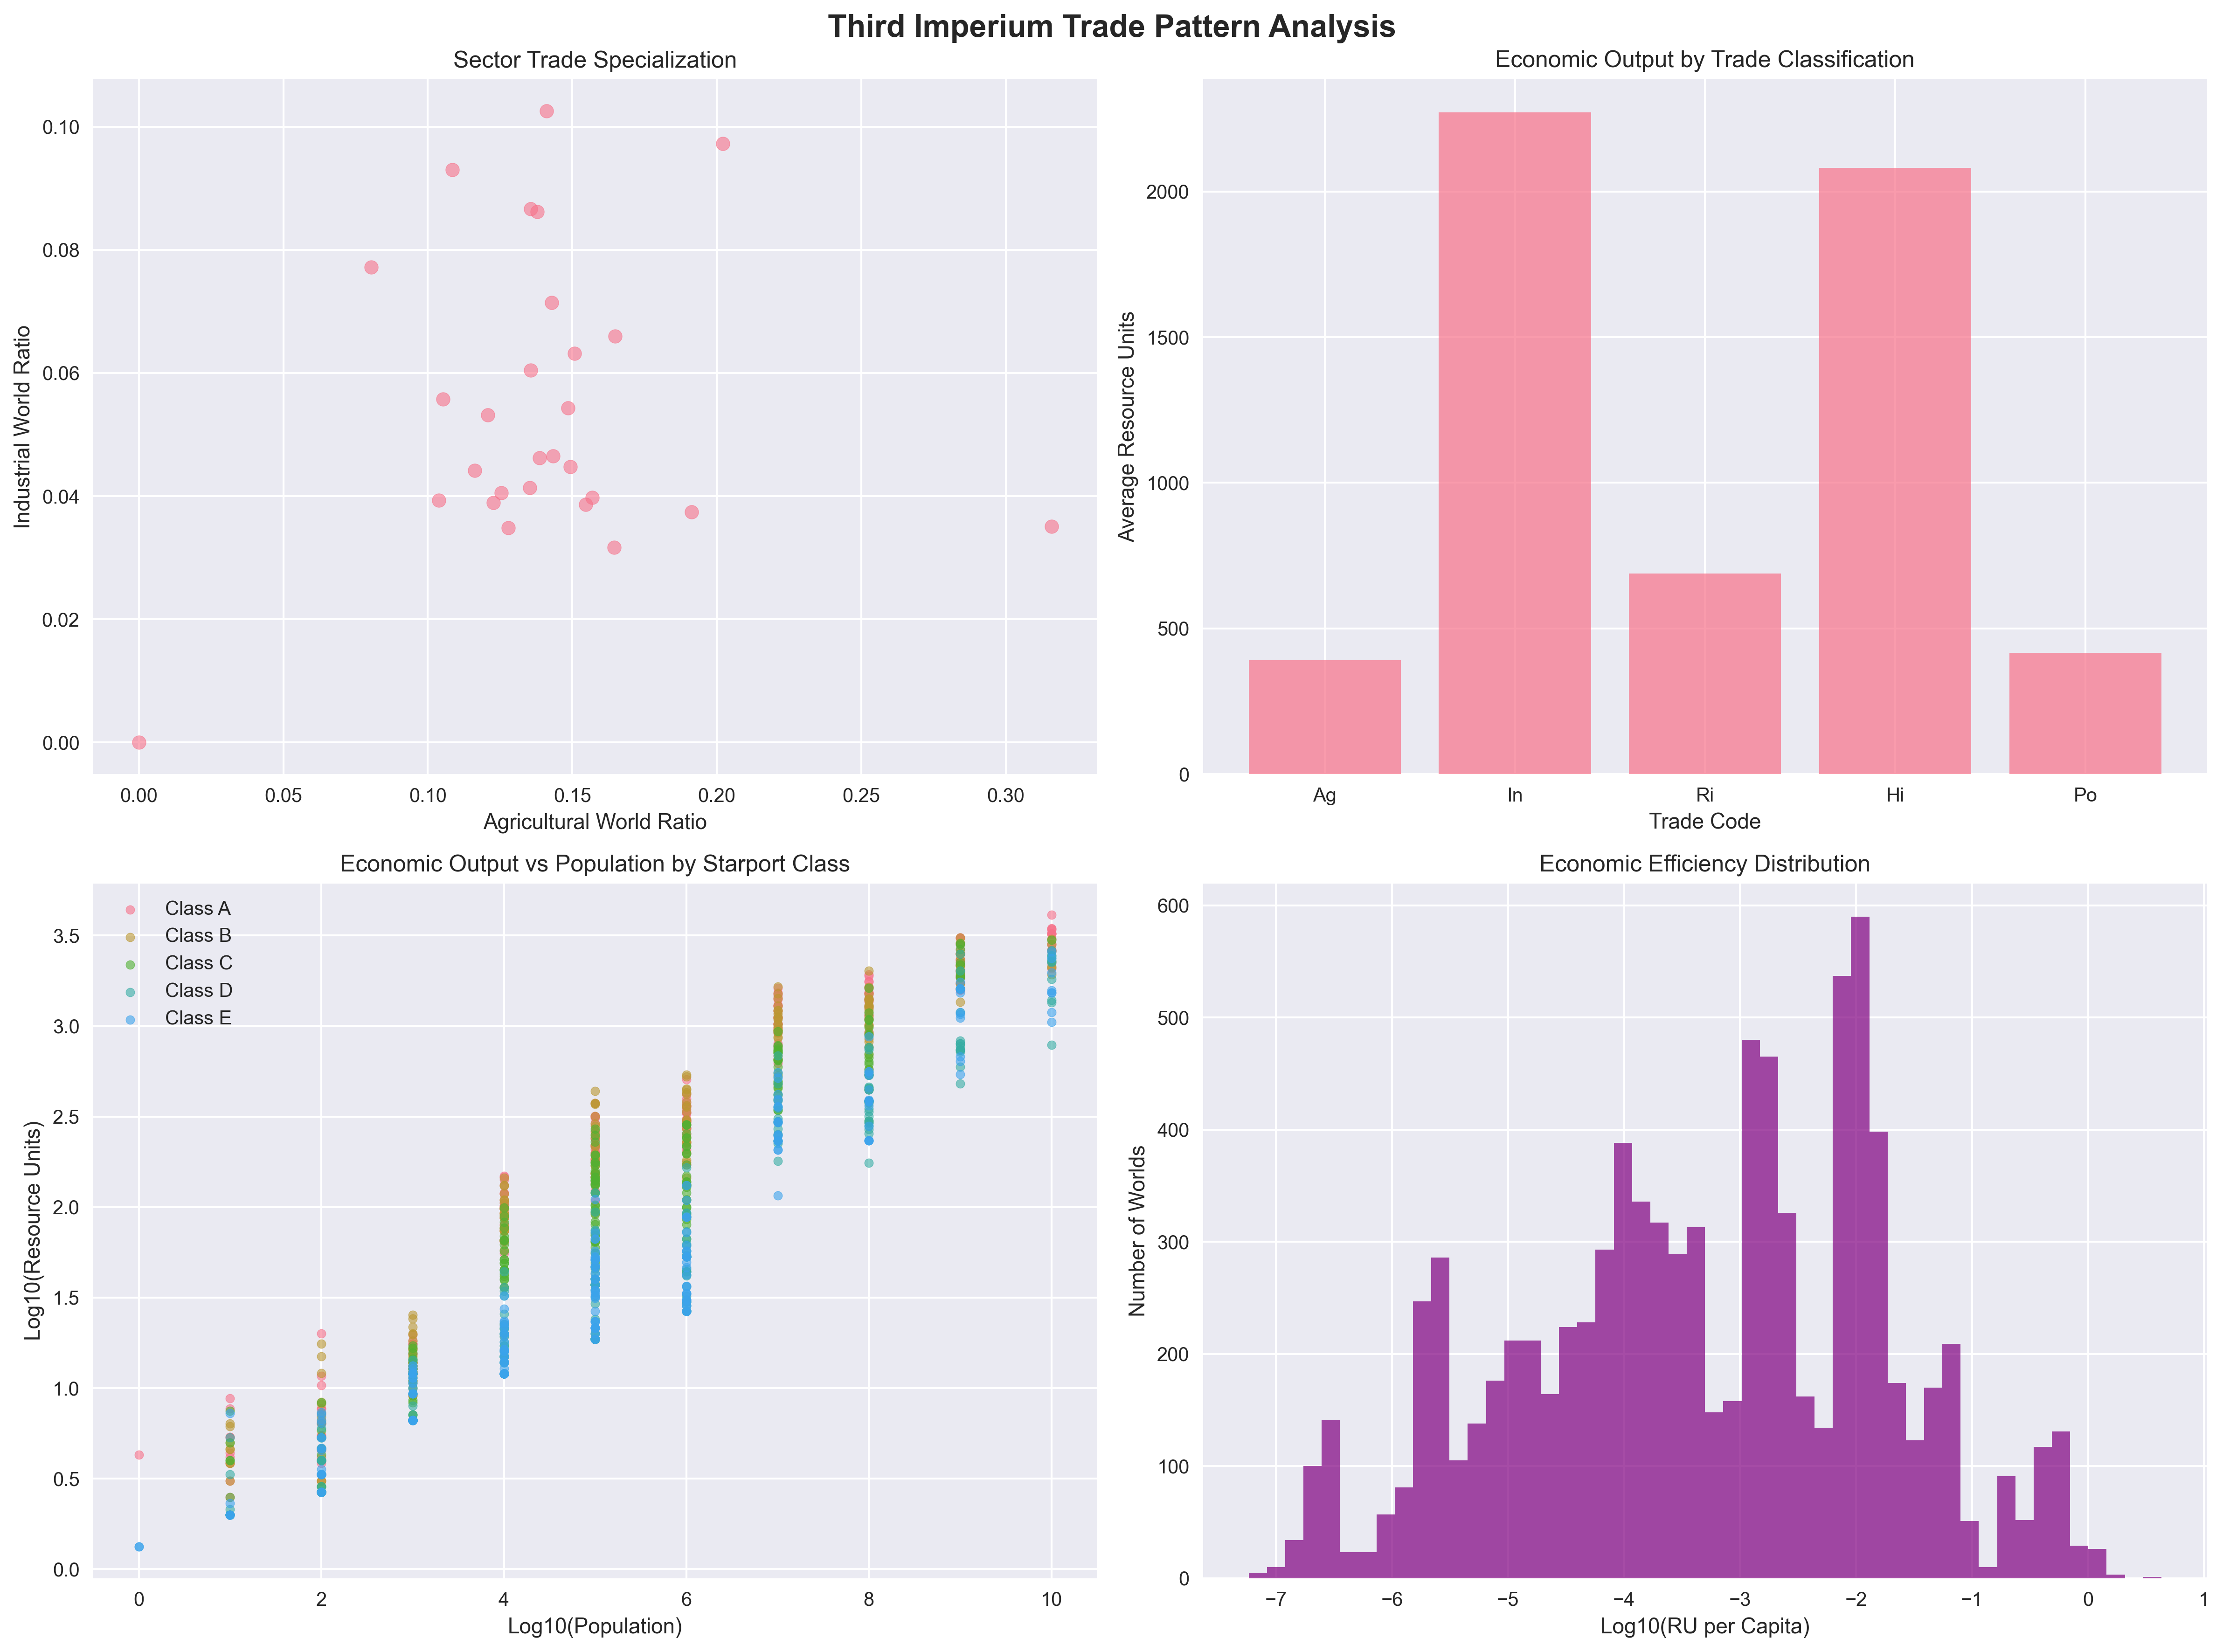 Third Imperium Trade Pattern Analysis
Sector Trade Specialization
Industrial World Ratio
0.10
0.08
0.06
0.04
0.02
0.00
0.00 0.05 0.10 0.15 0.20 0.25 0.30
Agricultural World Ratio
Economic Output by Trade Classification
Average Resource Units
2000
1500
1000
500
0
Ag In Ri Hi Po
Trade Code
Economic Output vs Population by Starport Class
Class A
Class B
Class C
Class D
Class E
Log10(Resource Units)
3.5
3.0
2.5
2.0
1.5
1.0
0.5
0.0
0 2 4 6 8 10
Log10(Population)
Economic Efficiency Distribution
Number of Worlds
600
500
400
300
200
100
0
−7 −6 −5 −4 −3 −2 −1 0 1
Log10(RU per Capita)